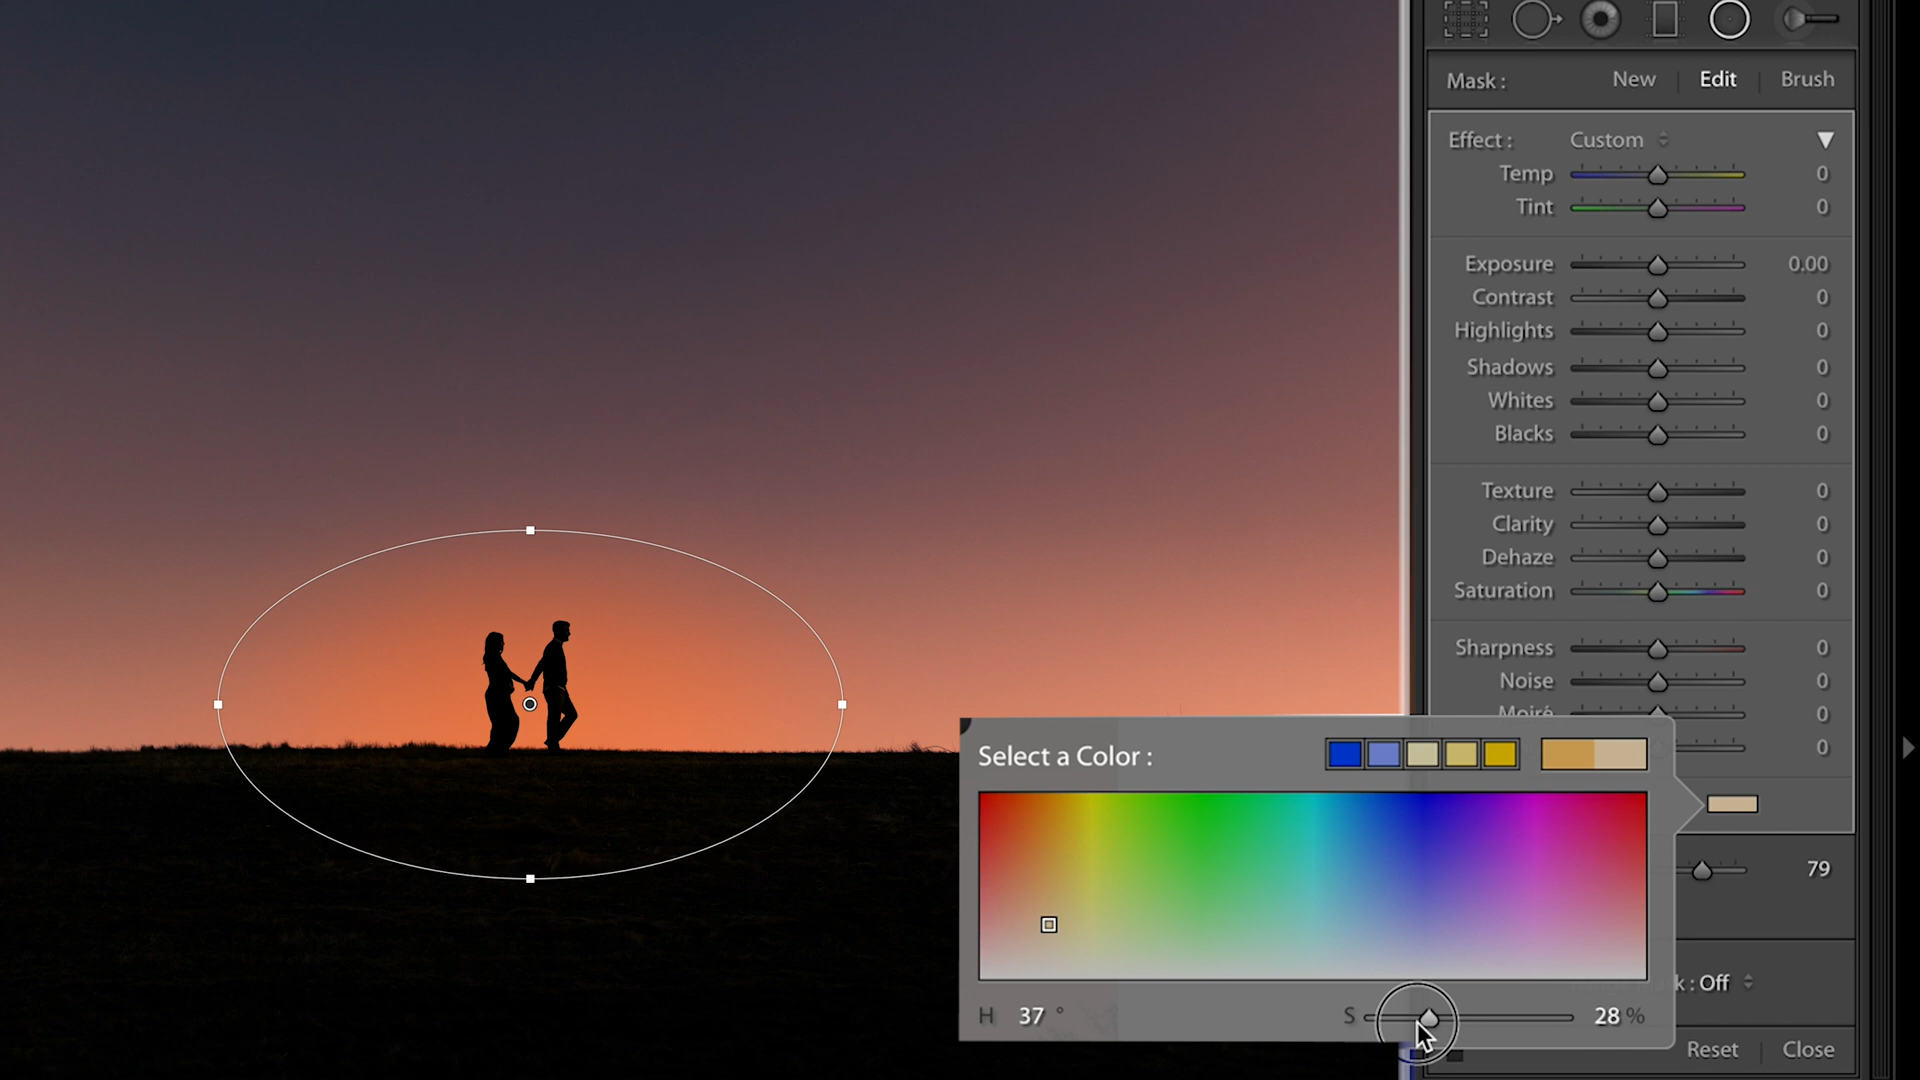 Mask : New Edit Brush
Effect : Custom
Temp 0
Tint 0
Exposure 0.00
Contrast 0
Highlights 0
Shadows 0
Whites 0
Blacks 0
Texture 0
Clarity 0
Dehaze 0
Saturation 0
Sharpness 0
Noise 0
Moiré 0
Select a Color :
0
79
k : Off
H 37 ° S 28 %
Reset Close